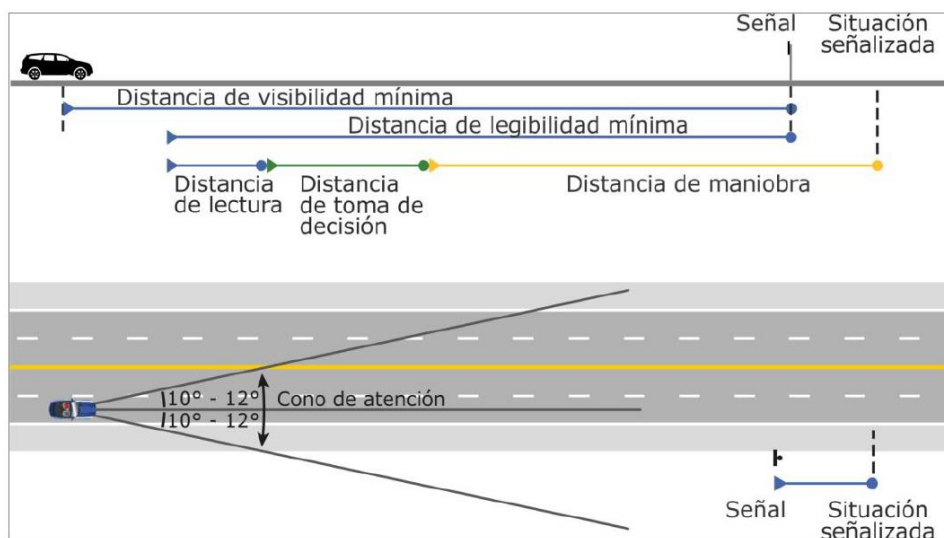 Señal
Situación
señalizada
Distancia de visibilidad mínima
Distancia de legibilidad mínima
Distancia
de lectura
Distancia
de toma de
decisión
Distancia de maniobra
10° - 12°
Cono de atención
10° - 12°
Señal
Situación
señalizada